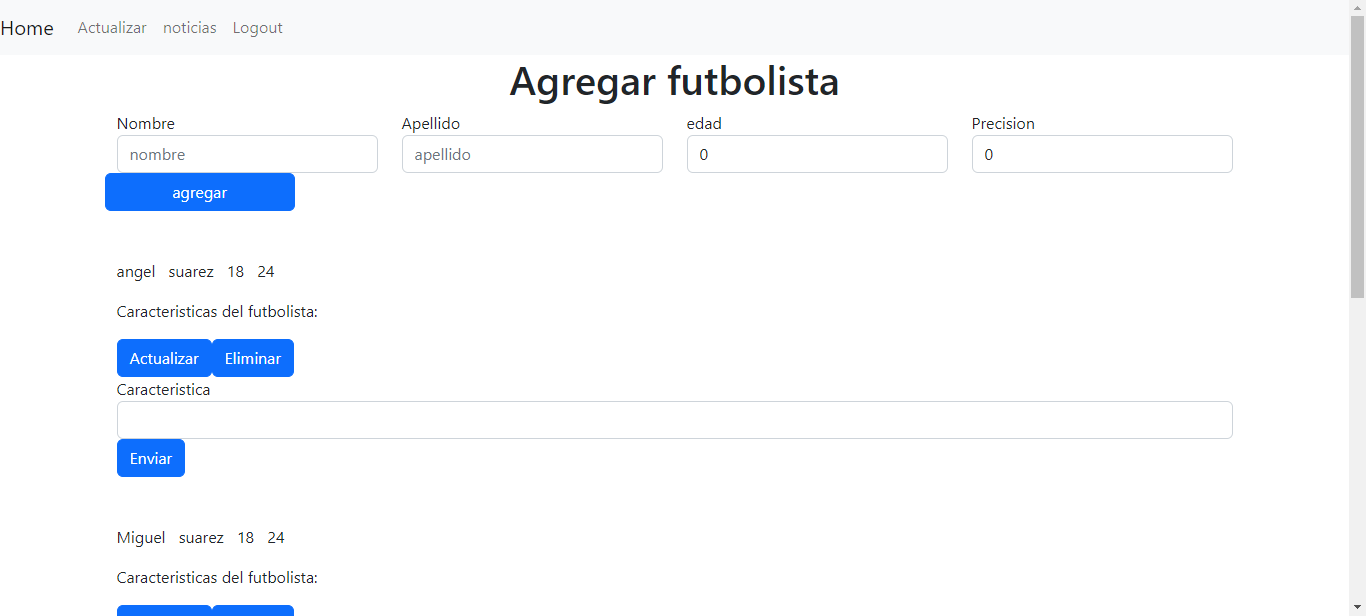 Home Actualizar noticias Logout
Agregar futbolista
Nombre Apellido edad Precision
nombre apellido 0 0
agregar
angel suarez 18 24
Caracteristicas del futbolista:
Actualizar Eliminar
Caracteristica
Enviar
Miguel suarez 18 24
Caracteristicas del futbolista: